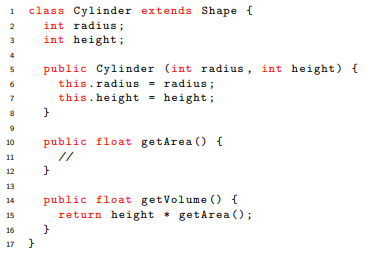 1 class Cylinder extends Shape {
2 int radius;
3 int height;
4
5 public Cylinder (int radius, int height) {
6 this.radius = radius;
7 this.height = height;
8 }
9
10 public float getArea() {
11 //
12 }
13
14 public float getVolume() {
15 return height * getArea();
16 }
17 }